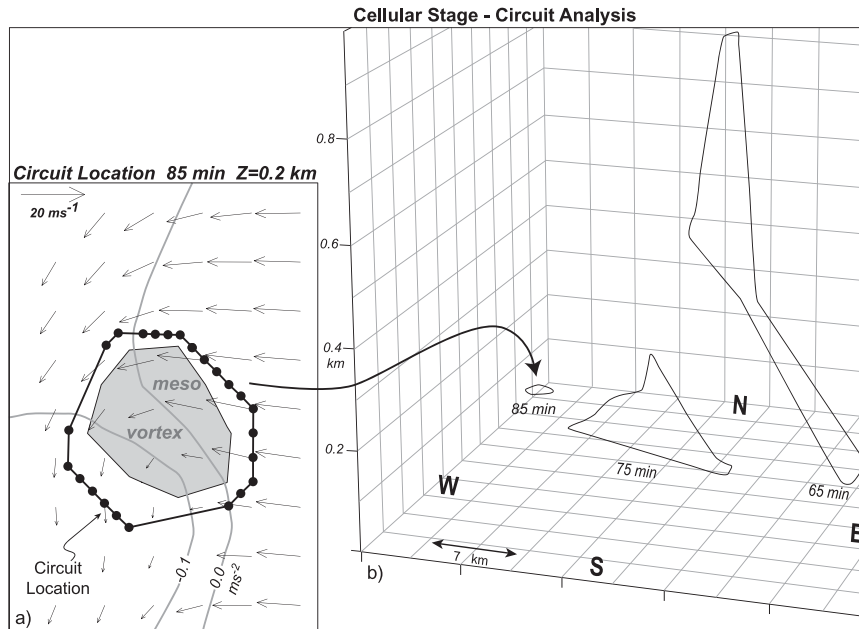 Cellular Stage - Circuit Analysis
Circuit Location 85 min Z=0.2 km
20 ms-1
meso
vortex
Circuit
Location
-0.1
0.0
ms-2
a)
0.8
0.6
0.4
km
0.2
85 min
75 min
65 min
N
W
S
E
7 km
b)